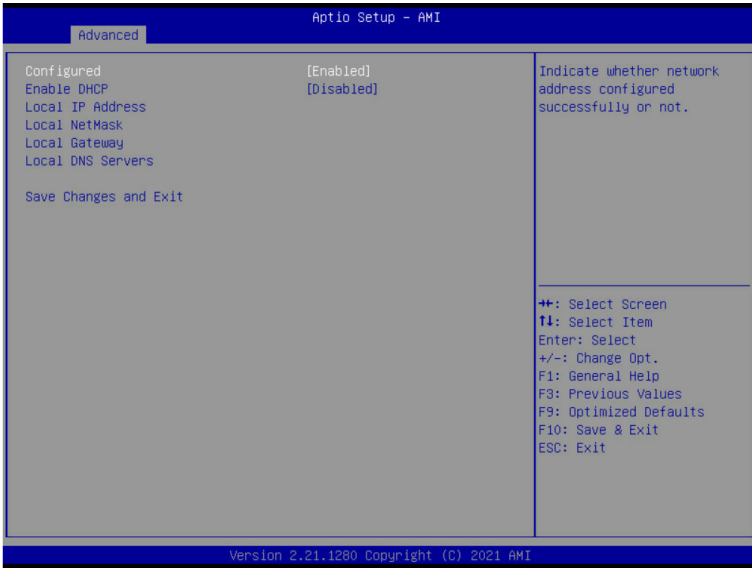 Aptio Setup – AMI
Advanced
Configured [Enabled]
Enable DHCP [Disabled]
Local IP Address
Local NetMask
Local Gateway
Local DNS Servers
Save Changes and Exit
Indicate whether network
address configured
successfully or not.
→←: Select Screen
↑↓: Select Item
Enter: Select
+/-: Change Opt.
F1: General Help
F3: Previous Values
F9: Optimized Defaults
F10: Save & Exit
ESC: Exit
Version 2.21.1280 Copyright (C) 2021 AMI